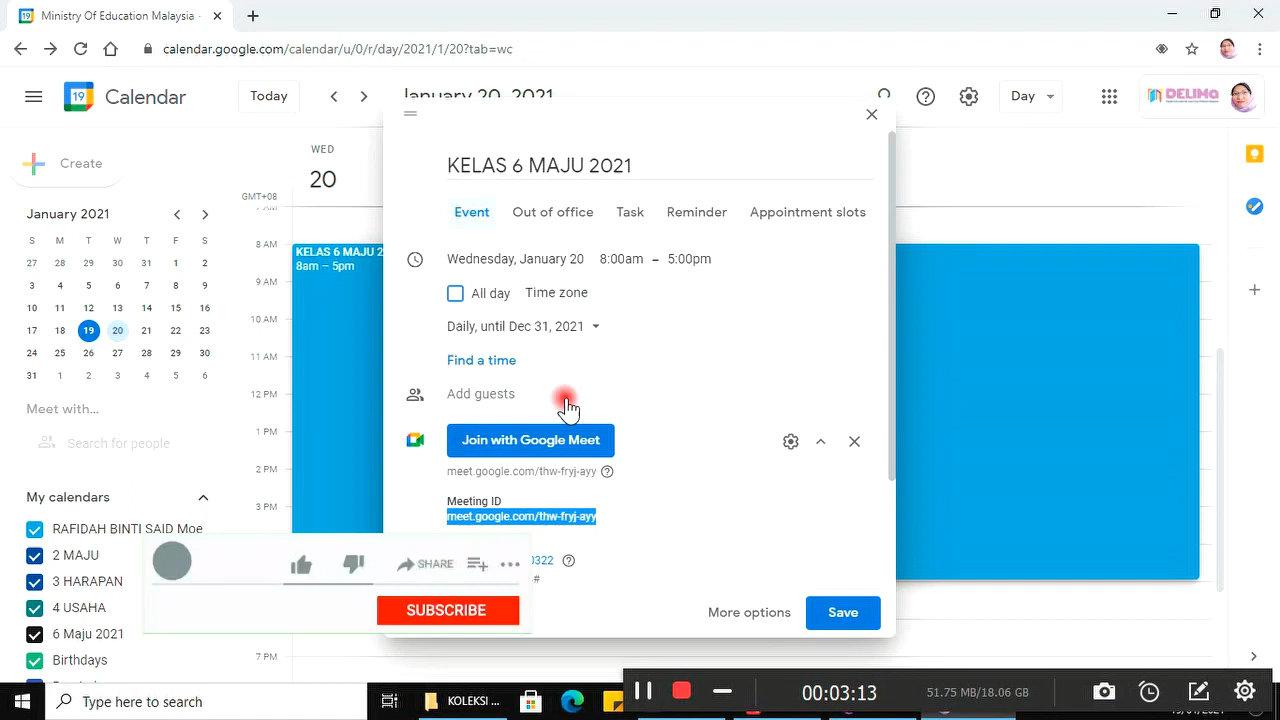 Ministry Of Education Malaysia -
calendar.google.com/calendar/u/0/r/day/2021/1/20?tab=wc
19 Calendar
Today
January 20, 2021
Day
DELIMa
Create
WED
20
GMT+08
January 2021
S M T W T F S
27 28 29 30 31 1 2
3 4 5 6 7 8 9
10 11 12 13 14 15 16
17 18 19 20 21 22 23
24 25 26 27 28 29 30
31 1 2 3 4 5 6
Meet with...
Search for people
My calendars
RAFIDAH BINTI SAID Moe
2 MAJU
3 HARAPAN
4 USAHA
6 Maju 2021
Birthdays
8 AM
9 AM
10 AM
11 AM
12 PM
1 PM
2 PM
3 PM
7 PM
KELAS 6 MAJU 2
8am – 5pm
KELAS 6 MAJU 2021
Event Out of office Task Reminder Appointment slots
Wednesday, January 20 8:00am – 5:00pm
All day Time zone
Daily, until Dec 31, 2021
Find a time
Add guests
Join with Google Meet
meet.google.com/thw-fryj-ayy
Meeting ID
meet.google.com/thw-fryj-ayy
0322
#
More options Save
SHARE
SUBSCRIBE
Type here to search
KOLEKSI ...
00:03:13
51.75 MB/18.06 GB